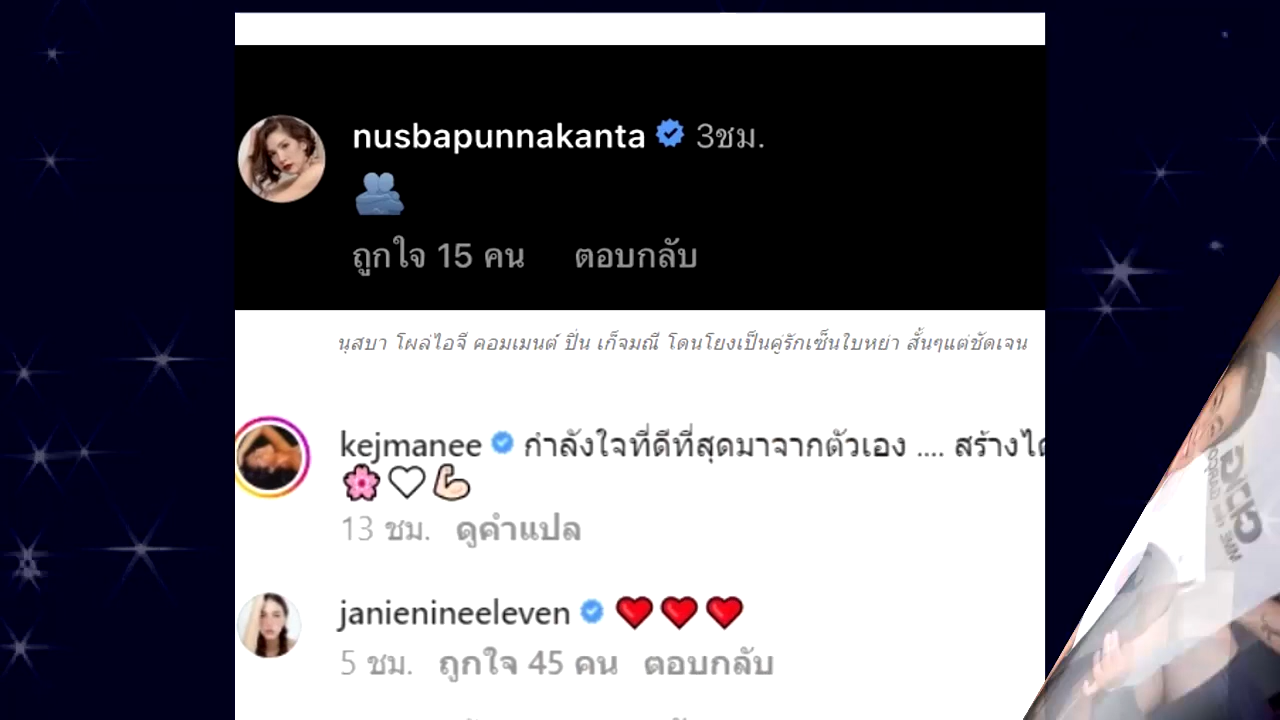 nusbapunnakanta 3ชม.
ถูกใจ 15 คน ตอบกลับ
นุสบา โผล่ไอจี คอมเมนต์ ปิ่น เก็จมณี โดนโยงเป็นคู่รักเซ็นใบหย่า สั้นๆแต่ชัดเจน
kejmanee กำลังใจที่ดีที่สุดมาจากตัวเอง .... สร้างได
🌸🤍💪🏻
13 ชม. ดูคำแปล
janienineeleven ❤️❤️❤️
5 ชม. ถูกใจ 45 คน ตอบกลับ